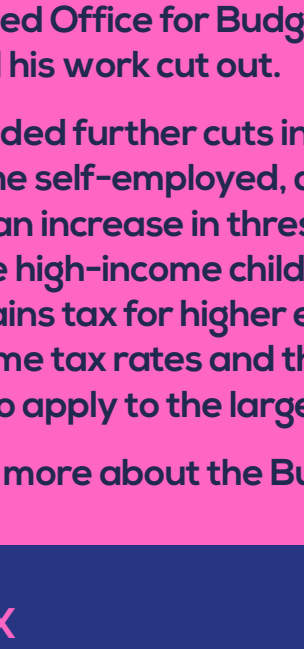 ed Office for Budg
his work cut out.
ded further cuts in
he self-employed, c
an increase in thres
e high-income child
ains tax for higher e
me tax rates and th
o apply to the large
more about the Bu
X